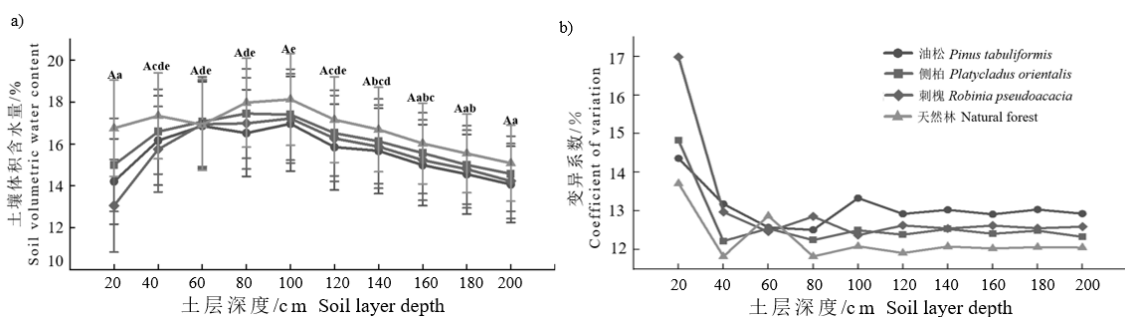 a)
土壤体积含水量/%
Soil volumetric water content
20
18
16
14
12
10
Aa
Acde
Ade
Ade
Ae
Acde
Abcd
Aabc
Aab
Aa
20 40 60 80 100 120 140 160 180 200
土层深度/cm Soil layer depth
b)
变异系数/%
Coefficient of variation
17
16
15
14
13
12
油松 Pinus tabuliformis
侧柏 Platycladus orientalis
刺槐 Robinia pseudoacacia
天然林 Natural forest
20 40 60 80 100 120 140 160 180 200
土层深度/cm Soil layer depth